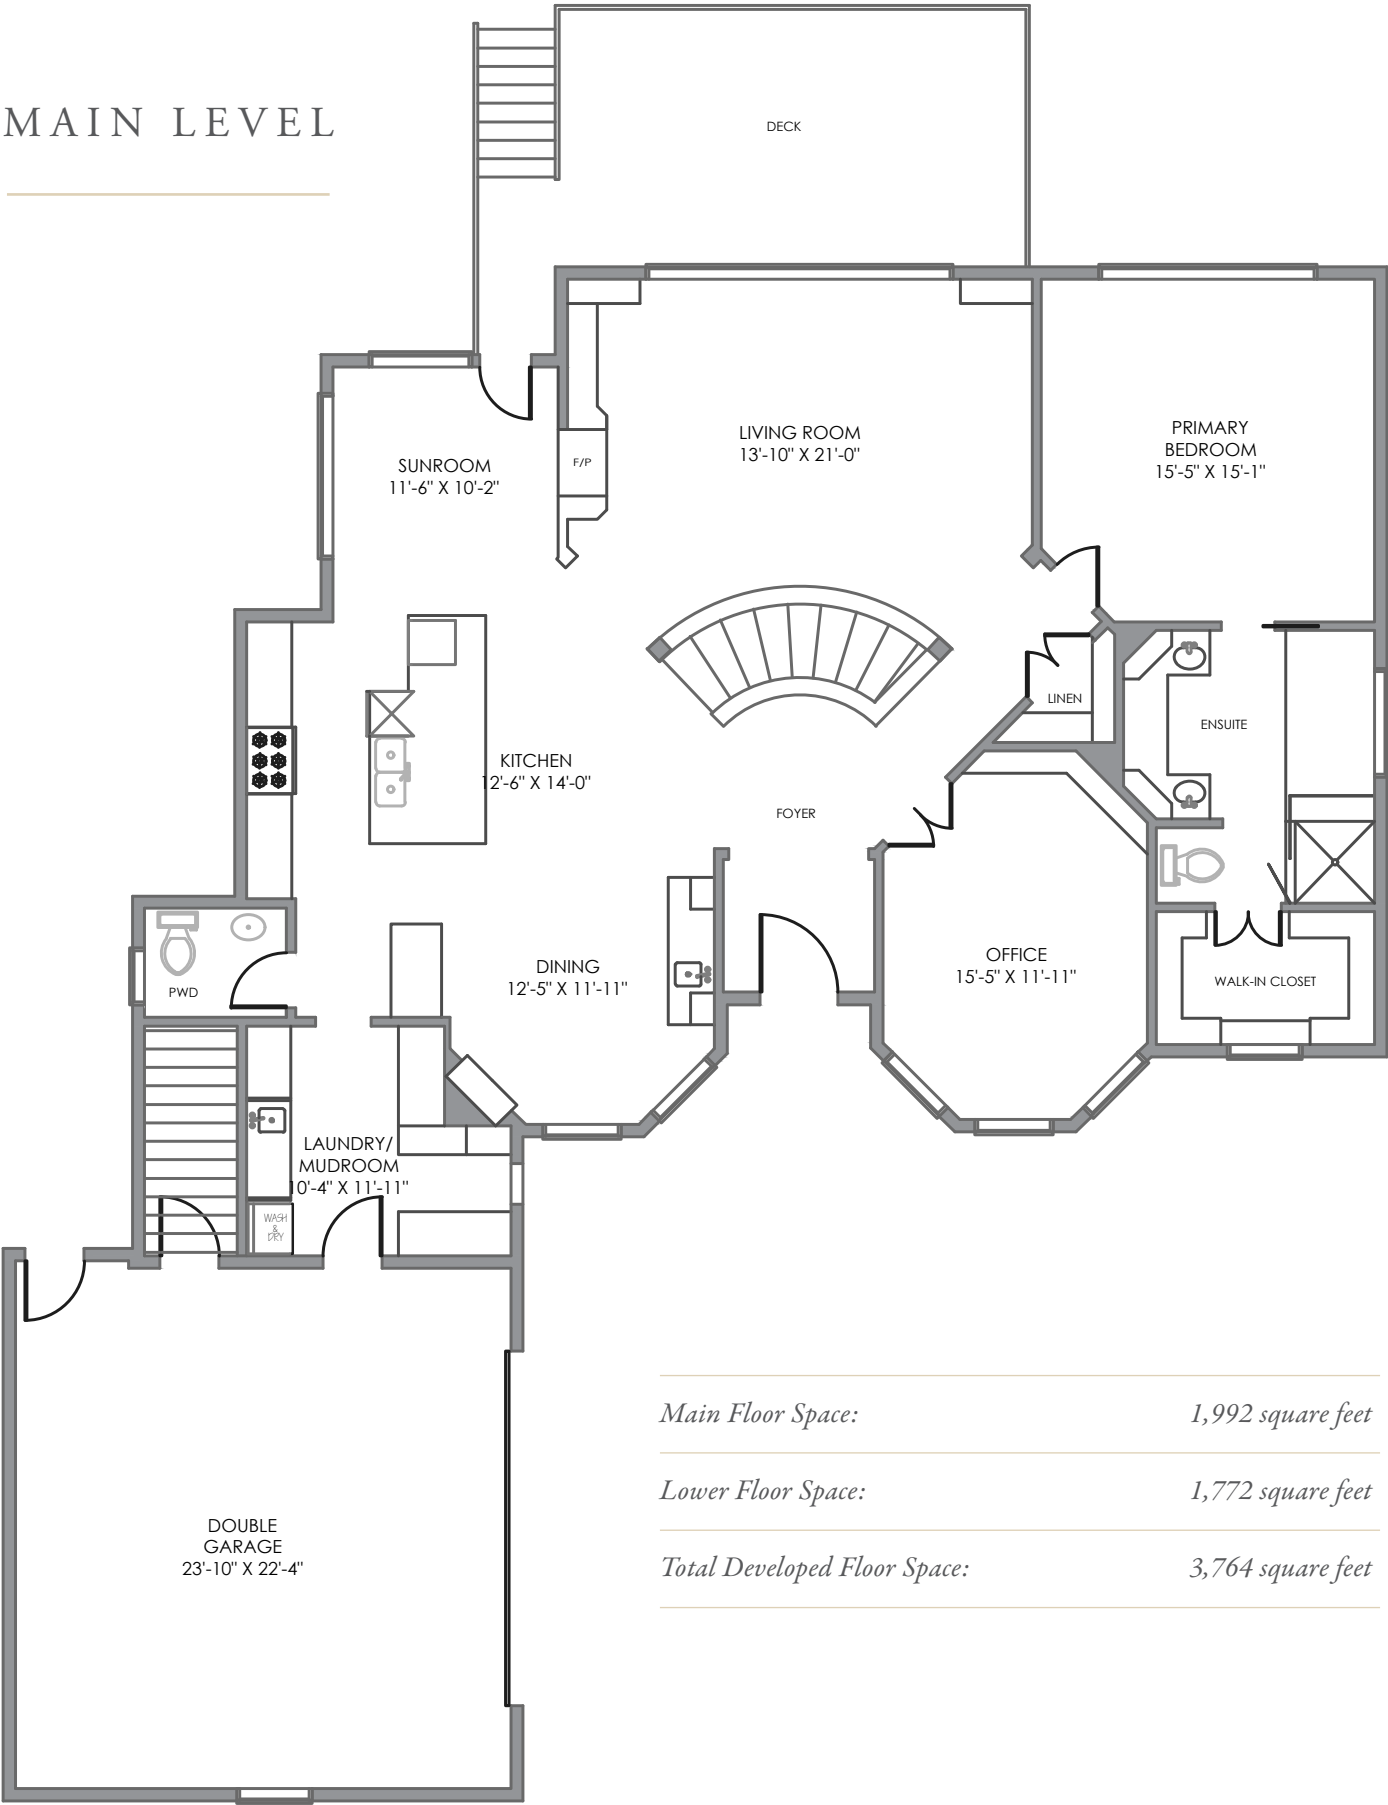 MAIN LEVEL
DECK
LIVING ROOM
13'-10" X 21'-0"
PRIMARY
BEDROOM
15'-5" X 15'-1"
SUNROOM
11'-6" X 10'-2"
F/P
LINEN
ENSUITE
KITCHEN
12'-6" X 14'-0"
FOYER
DINING
12'-5" X 11'-11"
OFFICE
15'-5" X 11'-11"
WALK-IN CLOSET
PWD
LAUNDRY/
MUDROOM
10'-4" X 11'-11"
WASH
&
DRY
Main Floor Space: 1,992 square feet
Lower Floor Space: 1,772 square feet
Total Developed Floor Space: 3,764 square feet
DOUBLE
GARAGE
23'-10" X 22'-4"